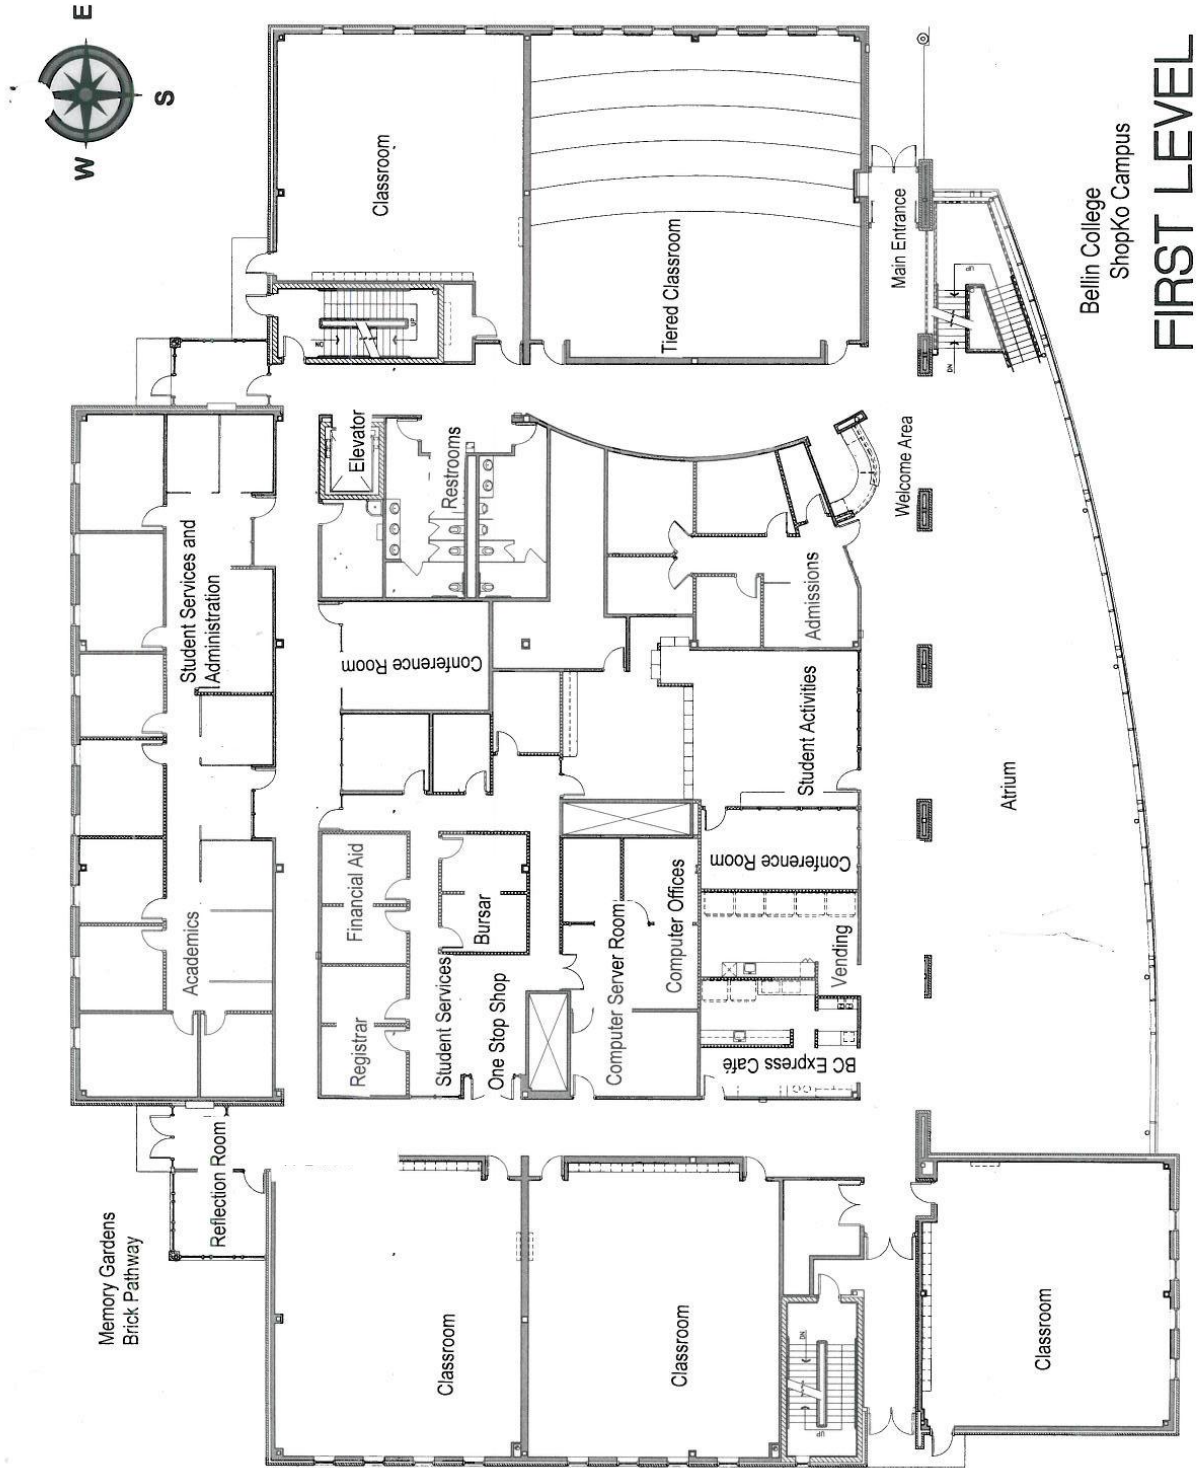 E
W
S
Classroom
Tiered Classroom
Main Entrance
UP
DN
UP
DN
Bellin College
ShopKo Campus
FIRST LEVEL
Student Services and
Administration
Elevator
Restrooms
Welcome Area
Conference Room
Admissions
Student Activities
Atrium
Academics
Financial Aid
Bursar
Conference Room
Registrar
Student Services
One Stop Shop
Computer Server Room
Computer Offices
Vending
BC Express Café
Reflection Room
Memory Gardens
Brick Pathway
Classroom
Classroom
DN
UP
Classroom